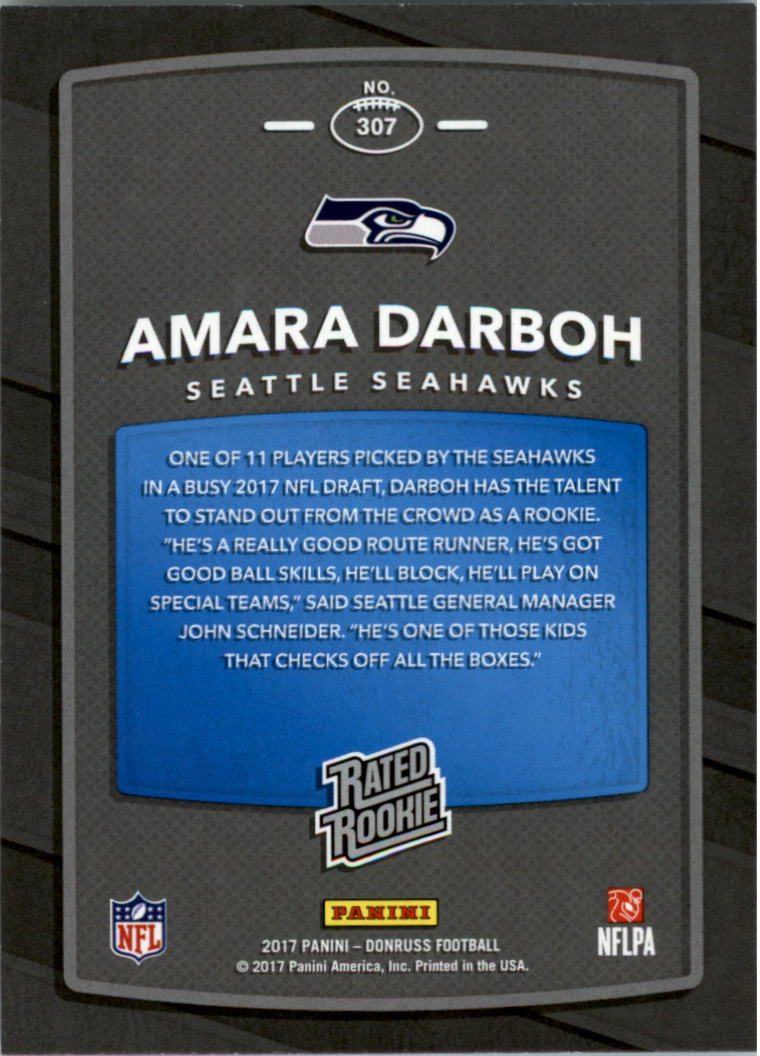 NO.
307
AMARA DARBOH
SEATTLE SEAHAWKS
ONE OF 11 PLAYERS PICKED BY THE SEAHAWKS
IN A BUSY 2017 NFL DRAFT, DARBOH HAS THE TALENT
TO STAND OUT FROM THE CROWD AS A ROOKIE.
"HE'S A REALLY GOOD ROUTE RUNNER, HE'S GOT
GOOD BALL SKILLS, HE'LL BLOCK, HE'LL PLAY ON
SPECIAL TEAMS," SAID SEATTLE GENERAL MANAGER
JOHN SCHNEIDER. "HE'S ONE OF THOSE KIDS
THAT CHECKS OFF ALL THE BOXES."
RATED
ROOKIE
NFL
PANINI
NFLPA
2017 PANINI – DONRUSS FOOTBALL
© 2017 Panini America, Inc. Printed in the USA.